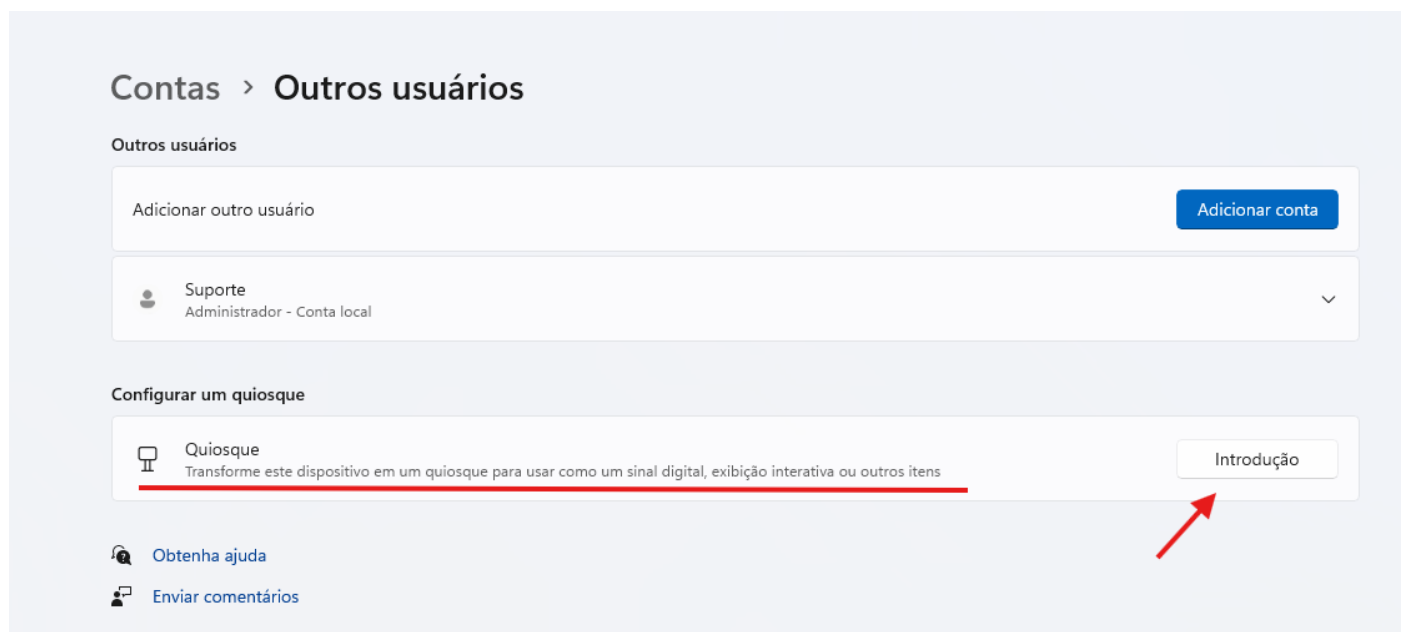 Contas > Outros usuários
Outros usuários
Adicionar outro usuário
Adicionar conta
Suporte
Administrador - Conta local
Configurar um quiosque
Quiosque
Transforme este dispositivo em um quiosque para usar como um sinal digital, exibição interativa ou outros itens
Introdução
Obtenha ajuda
Enviar comentários